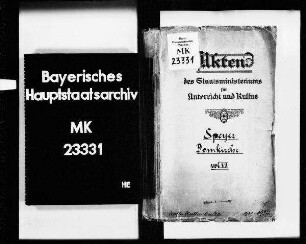 Bayerisches
Hauptstaatsarchiv
MK
23331
HE
MK
23331
Akten
des Staatsministeriums
für
Unterricht und Kultus
Speyer
Domkirche